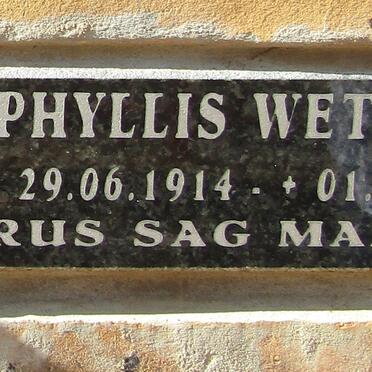 PHYLLIS WET
29.06.1914 - + 01.
RUS SAG MA